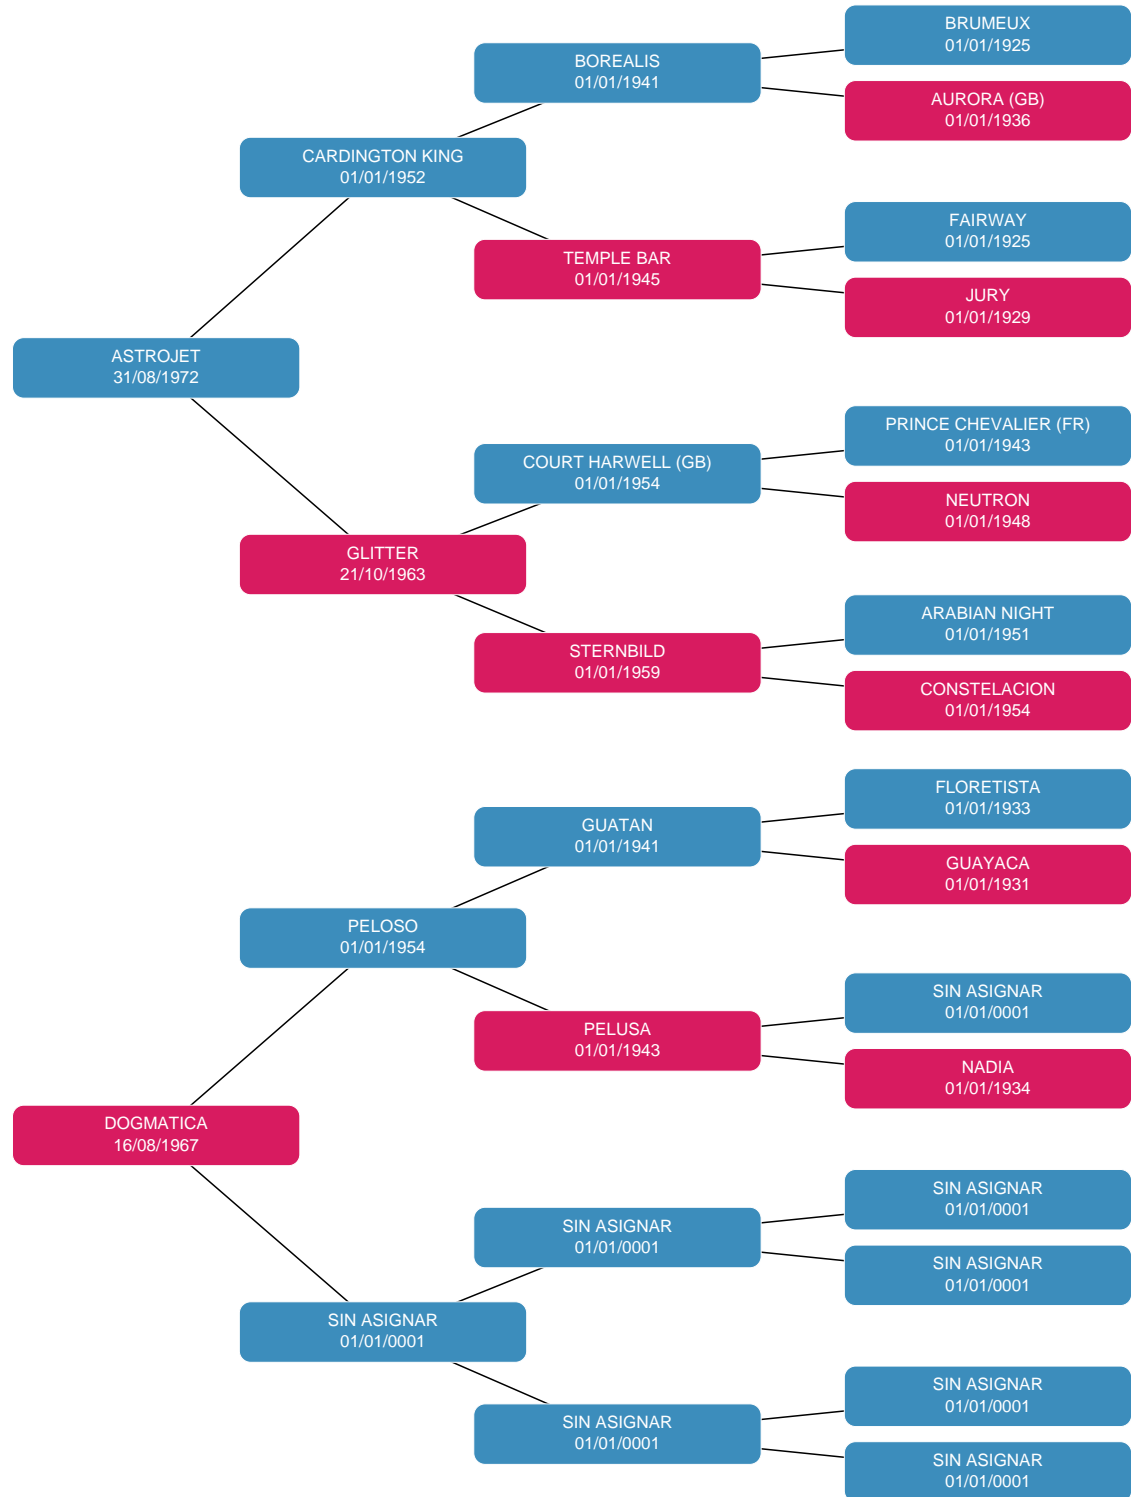 BRUMEUX
01/01/1925
BOREALIS
01/01/1941
AURORA (GB)
01/01/1936
CARDINGTON KING
01/01/1952
FAIRWAY
01/01/1925
TEMPLE BAR
01/01/1945
JURY
01/01/1929
ASTROJET
31/08/1972
PRINCE CHEVALIER (FR)
01/01/1943
COURT HARWELL (GB)
01/01/1954
NEUTRON
01/01/1948
GLITTER
21/10/1963
ARABIAN NIGHT
01/01/1951
STERNBILD
01/01/1959
CONSTELACION
01/01/1954
FLORETISTA
01/01/1933
GUATAN
01/01/1941
GUAYACA
01/01/1931
PELOSO
01/01/1954
SIN ASIGNAR
01/01/0001
PELUSA
01/01/1943
NADIA
01/01/1934
DOGMATICA
16/08/1967
SIN ASIGNAR
01/01/0001
SIN ASIGNAR
01/01/0001
SIN ASIGNAR
01/01/0001
SIN ASIGNAR
01/01/0001
SIN ASIGNAR
01/01/0001
SIN ASIGNAR
01/01/0001
SIN ASIGNAR
01/01/0001